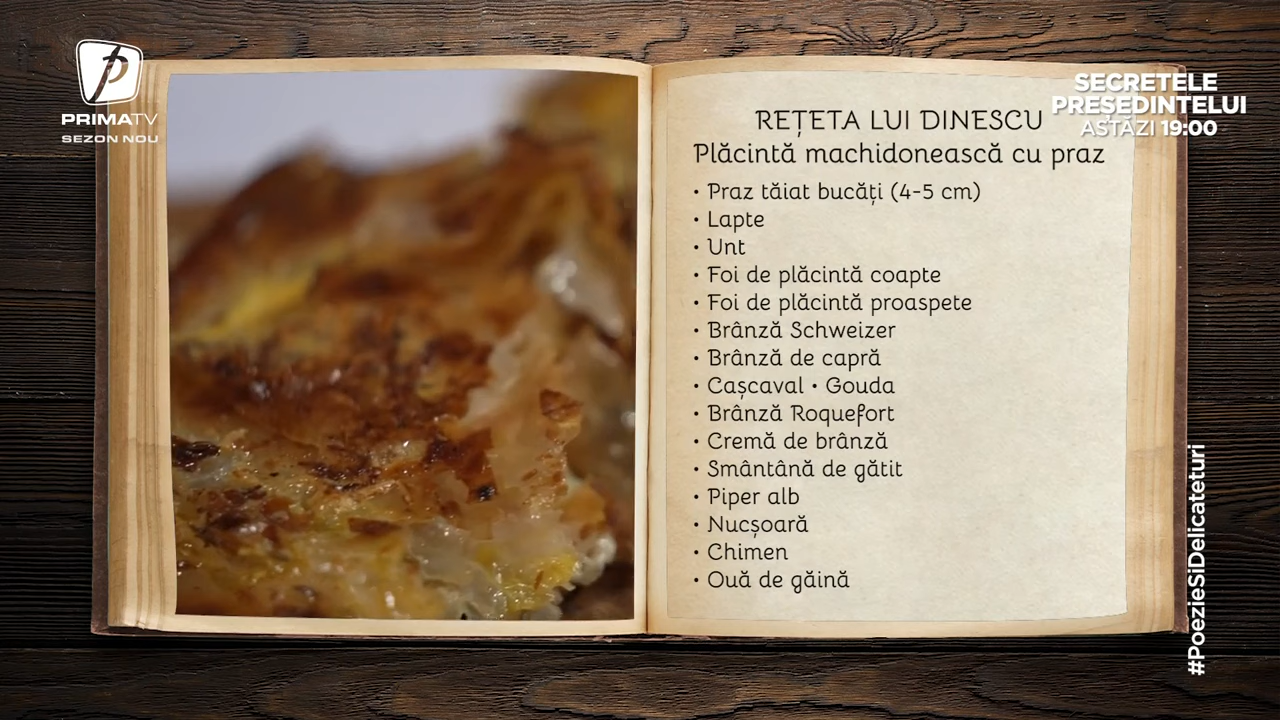 PRIMATV
SEZON NOU
SECRETELE
PREȘEDINTELUI
ASTĂZI 19:00
REȚETA LUI DINESCU
Plăcintă machidonească cu praz
• Praz tăiat bucăți (4-5 cm)
• Lapte
• Unt
• Foi de plăcintă coapte
• Foi de plăcintă proaspete
• Brânză Schweizer
• Brânză de capră
• Cașcaval • Gouda
• Brânză Roquefort
• Cremă de brânză
• Smântână de gătit
• Piper alb
• Nucșoară
• Chimen
• Ouă de găină
#PoezieSiDelicateturi